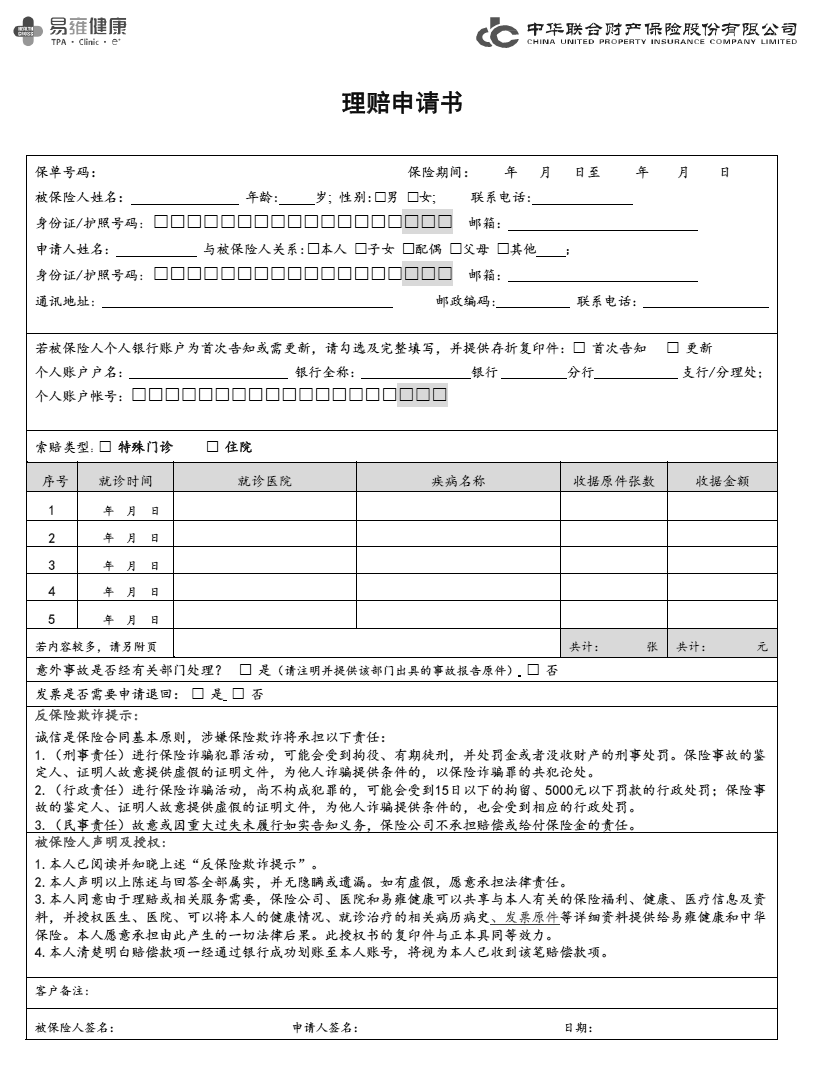 易雍健康
TPA · Clinic · e⁺
中华联合财产保险股份有限公司
CHINA UNITED PROPERTY INSURANCE COMPANY LIMITED
理赔申请书
保单号码： 保险期间： 年 月 日至 年 月 日
被保险人姓名：________ 年龄：____岁; 性别:□男 □女; 联系电话:________
身份证/护照号码: □□□□□□□□□□□□□□□□□□ 邮箱：________
申请人姓名：________ 与被保险人关系:□本人 □子女 □配偶 □父母 □其他____；
身份证/护照号码: □□□□□□□□□□□□□□□□□□ 邮箱：________
通讯地址：________ 邮政编码:________ 联系电话：________
若被保险人个人银行账户为首次告知或需更新，请勾选及完整填写，并提供存折复印件：□ 首次告知 □ 更新
个人账户户名：________ 银行全称：________银行 ________分行________ 支行/分理处；
个人账户帐号：□□□□□□□□□□□□□□□□□□□
索赔类型: □ 特殊门诊 □ 住院
序号 就诊时间 就诊医院 疾病名称 收据原件张数 收据金额
1 年 月 日
2 年 月 日
3 年 月 日
4 年 月 日
5 年 月 日
若内容较多，请另附页 共计： 张 共计： 元
意外事故是否经有关部门处理？ □ 是（请注明并提供该部门出具的事故报告原件） □ 否
发票是否需要申请退回： □ 是 □ 否
反保险欺诈提示：
诚信是保险合同基本原则，涉嫌保险欺诈将承担以下责任：
1.（刑事责任）进行保险诈骗犯罪活动，可能会受到拘役、有期徒刑，并处罚金或者没收财产的刑事处罚。保险事故的鉴
定人、证明人故意提供虚假的证明文件，为他人诈骗提供条件的，以保险诈骗罪的共犯论处。
2.（行政责任）进行保险诈骗活动，尚不构成犯罪的，可能会受到15日以下的拘留、5000元以下罚款的行政处罚；保险事
故的鉴定人、证明人故意提供虚假的证明文件，为他人诈骗提供条件的，也会受到相应的行政处罚。
3.（民事责任）故意或因重大过失未履行如实告知义务，保险公司不承担赔偿或给付保险金的责任。
被保险人声明及授权：
1. 本人已阅读并知晓上述“反保险欺诈提示”。
2. 本人声明以上陈述与回答全部属实，并无隐瞒或遗漏。如有虚假，愿意承担法律责任。
3. 本人同意由于理赔或相关服务需要，保险公司、医院和易雍健康可以共享与本人有关的保险福利、健康、医疗信息及资
料，并授权医生、医院、可以将本人的健康情况、就诊治疗的相关病历病史、发票原件等详细资料提供给易雍健康和中华
保险。本人愿意承担由此产生的一切法律后果。此授权书的复印件与正本具同等效力。
4. 本人清楚明白赔偿款项一经通过银行成功划账至本人账号，将视为本人已收到该笔赔偿款项。
客户备注：
被保险人签名： 申请人签名： 日期：